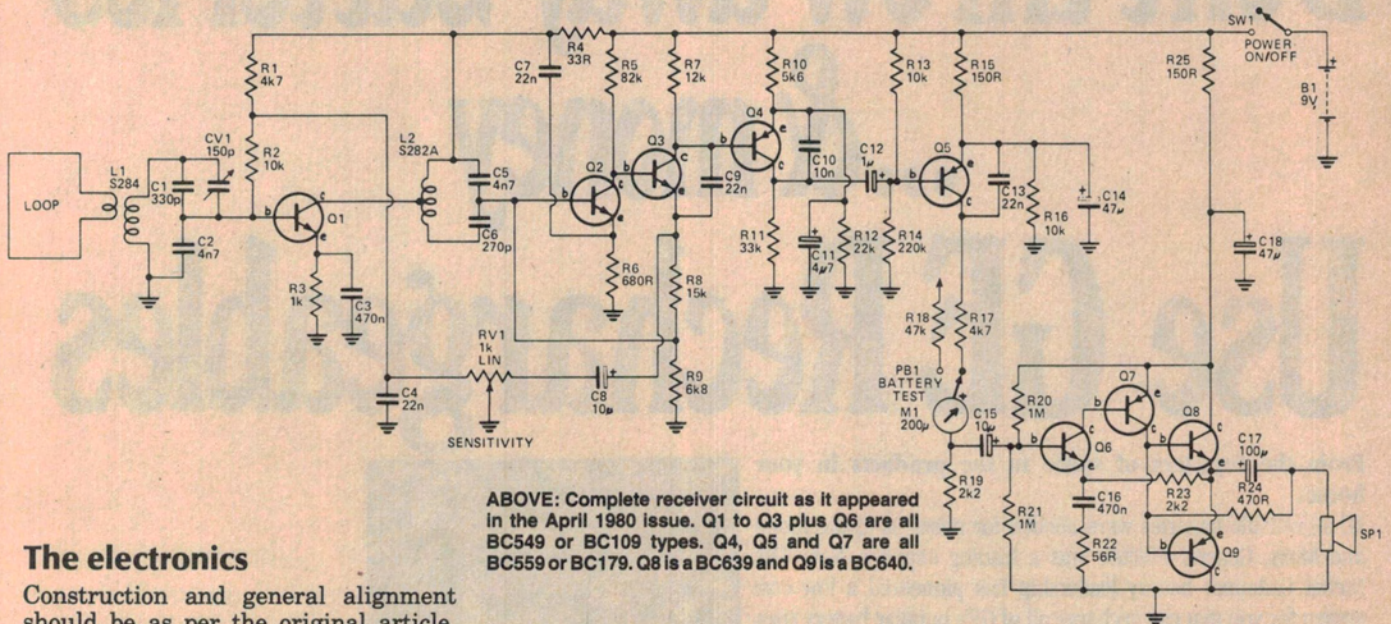 SW1
POWER
ON/OFF
R1
4k7
C7
22n
R4
33R
R5
82k
R7
12k
R10
5k6
R13
10k
R15
150R
R25
150R
B1
9V
CV1
150p
R2
10k
L2
S282A
Q4
L1
S284
C1
330p
C5
4n7
Q2
Q3
C10
10n
C12
1µ
Q5
LOOP
b
c
Q1
e
b
c
e
b
c
e
b
e
c
C9
22n
b
e
c
C13
22n
R16
10k
C14
47µ
C2
4n7
C6
270p
R11
33k
C11
4µ7
R12
22k
R14
220k
C18
47µ
R3
1k
C3
470n
R6
680R
R8
15k
RV1
1k
LIN
R18
47k
R17
4k7
C4
22n
C8
10µ
R9
6k8
PB1
BATTERY
TEST
M1
200µ
SENSITIVITY
C15
10µ
R20
1M
Q7
b
e
c
Q8
b
c
e
b
c
Q6
e
C17
100µ
R19
2k2
R21
1M
C16
470n
R22
56R
R23
2k2
R24
470R
b
e
Q9
c
SP1
ABOVE: Complete receiver circuit as it appeared
in the April 1980 issue. Q1 to Q3 plus Q6 are all
BC549 or BC109 types. Q4, Q5 and Q7 are all
BC559 or BC179. Q8 is a BC639 and Q9 is a BC640.
The electronics
Construction and general alignment
should be as per the original article